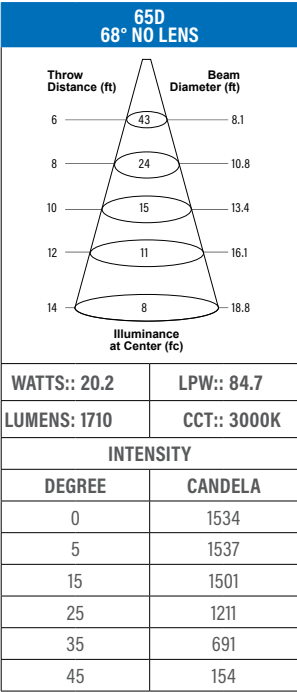 65D
68° NO LENS
Throw Beam
Distance (ft) Diameter (ft)
6 43 8.1
8 24 10.8
10 15 13.4
12 11 16.1
14 8 18.8
Illuminance
at Center (fc)
WATTS:: 20.2 LPW:: 84.7
LUMENS: 1710 CCT:: 3000K
INTENSITY
DEGREE CANDELA
0 1534
5 1537
15 1501
25 1211
35 691
45 154